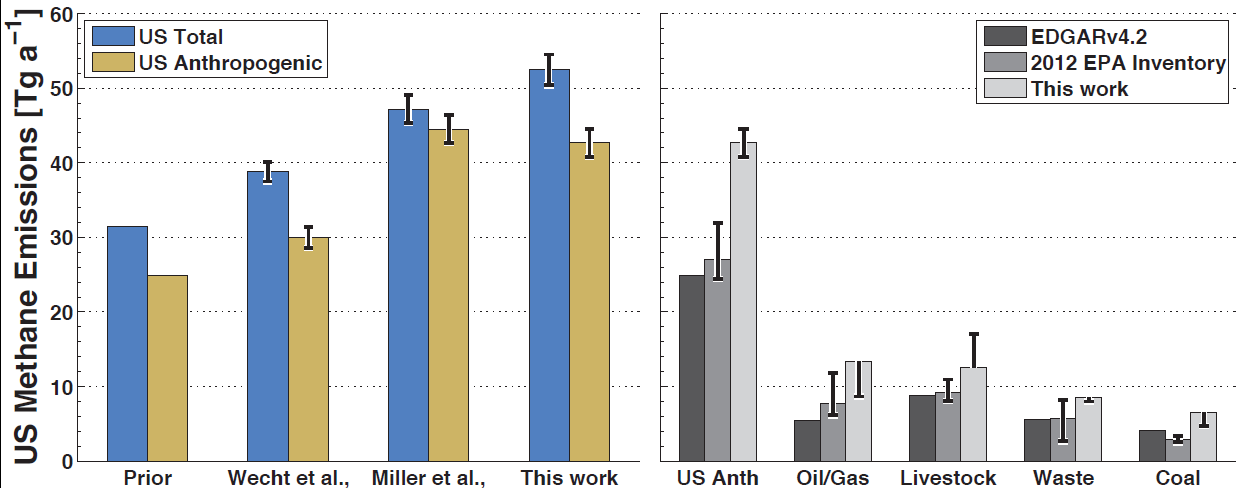 US Methane Emissions [Tg a⁻¹]
60
50
40
30
20
10
0
US Total
US Anthropogenic
Prior
Wecht et al.,
Miller et al.,
This work
EDGARv4.2
2012 EPA Inventory
This work
US Anth
Oil/Gas
Livestock
Waste
Coal